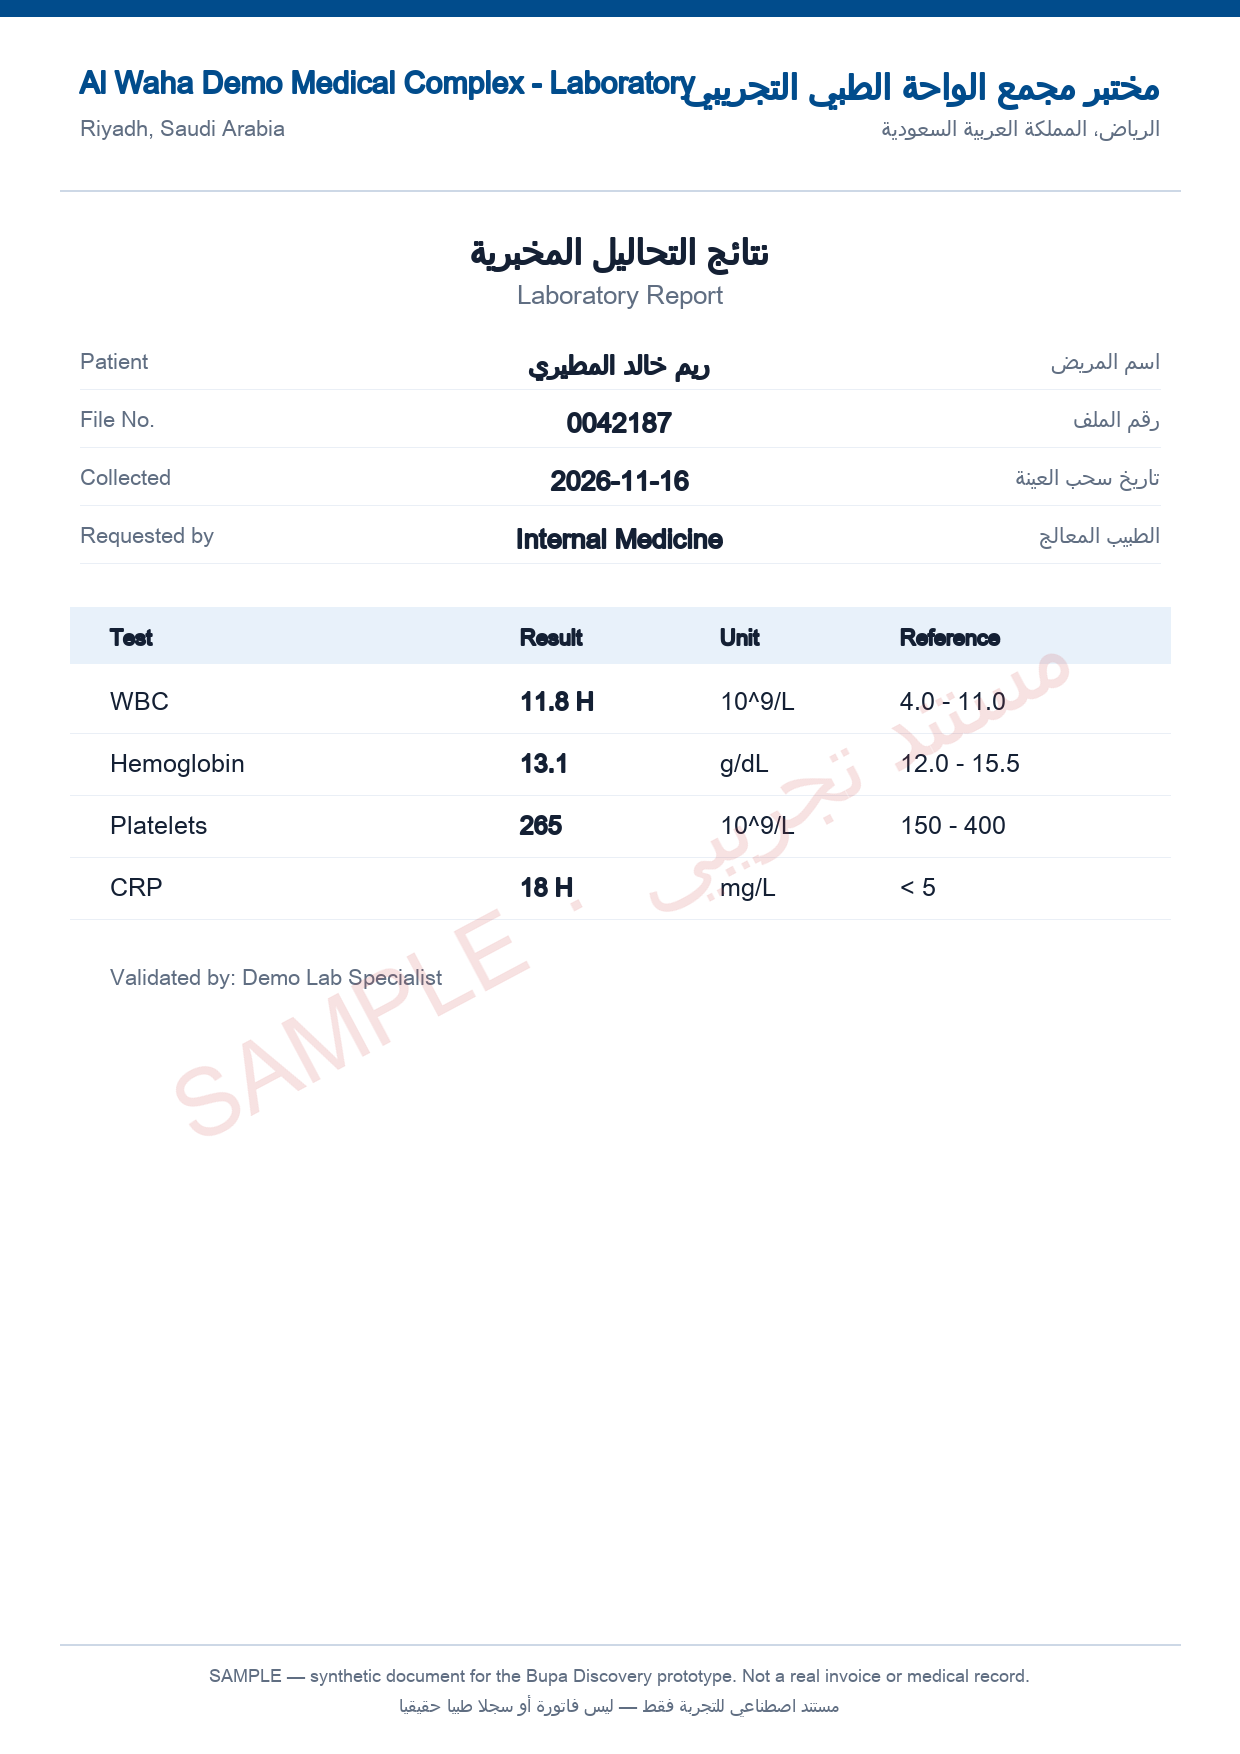 Al Waha Demo Medical Complex - Laboratory
مختبر مجمع الواحة الطبي التجريبي
Riyadh, Saudi Arabia
الرياض، المملكة العربية السعودية
نتائج التحاليل المخبرية
Laboratory Report
Patient ريم خالد المطيري اسم المريض
File No. 0042187 رقم الملف
Collected 2026-11-16 تاريخ سحب العينة
Requested by Internal Medicine الطبيب المعالج
Test Result Unit Reference
WBC 11.8 H 10^9/L 4.0 - 11.0
Hemoglobin 13.1 g/dL 12.0 - 15.5
Platelets 265 10^9/L 150 - 400
CRP 18 H mg/L < 5
Validated by: Demo Lab Specialist
SAMPLE · مستند تجريبي
SAMPLE — synthetic document for the Bupa Discovery prototype. Not a real invoice or medical record.
مستند اصطناعي للتجربة فقط — ليس فاتورة أو سجلا طبيا حقيقيا